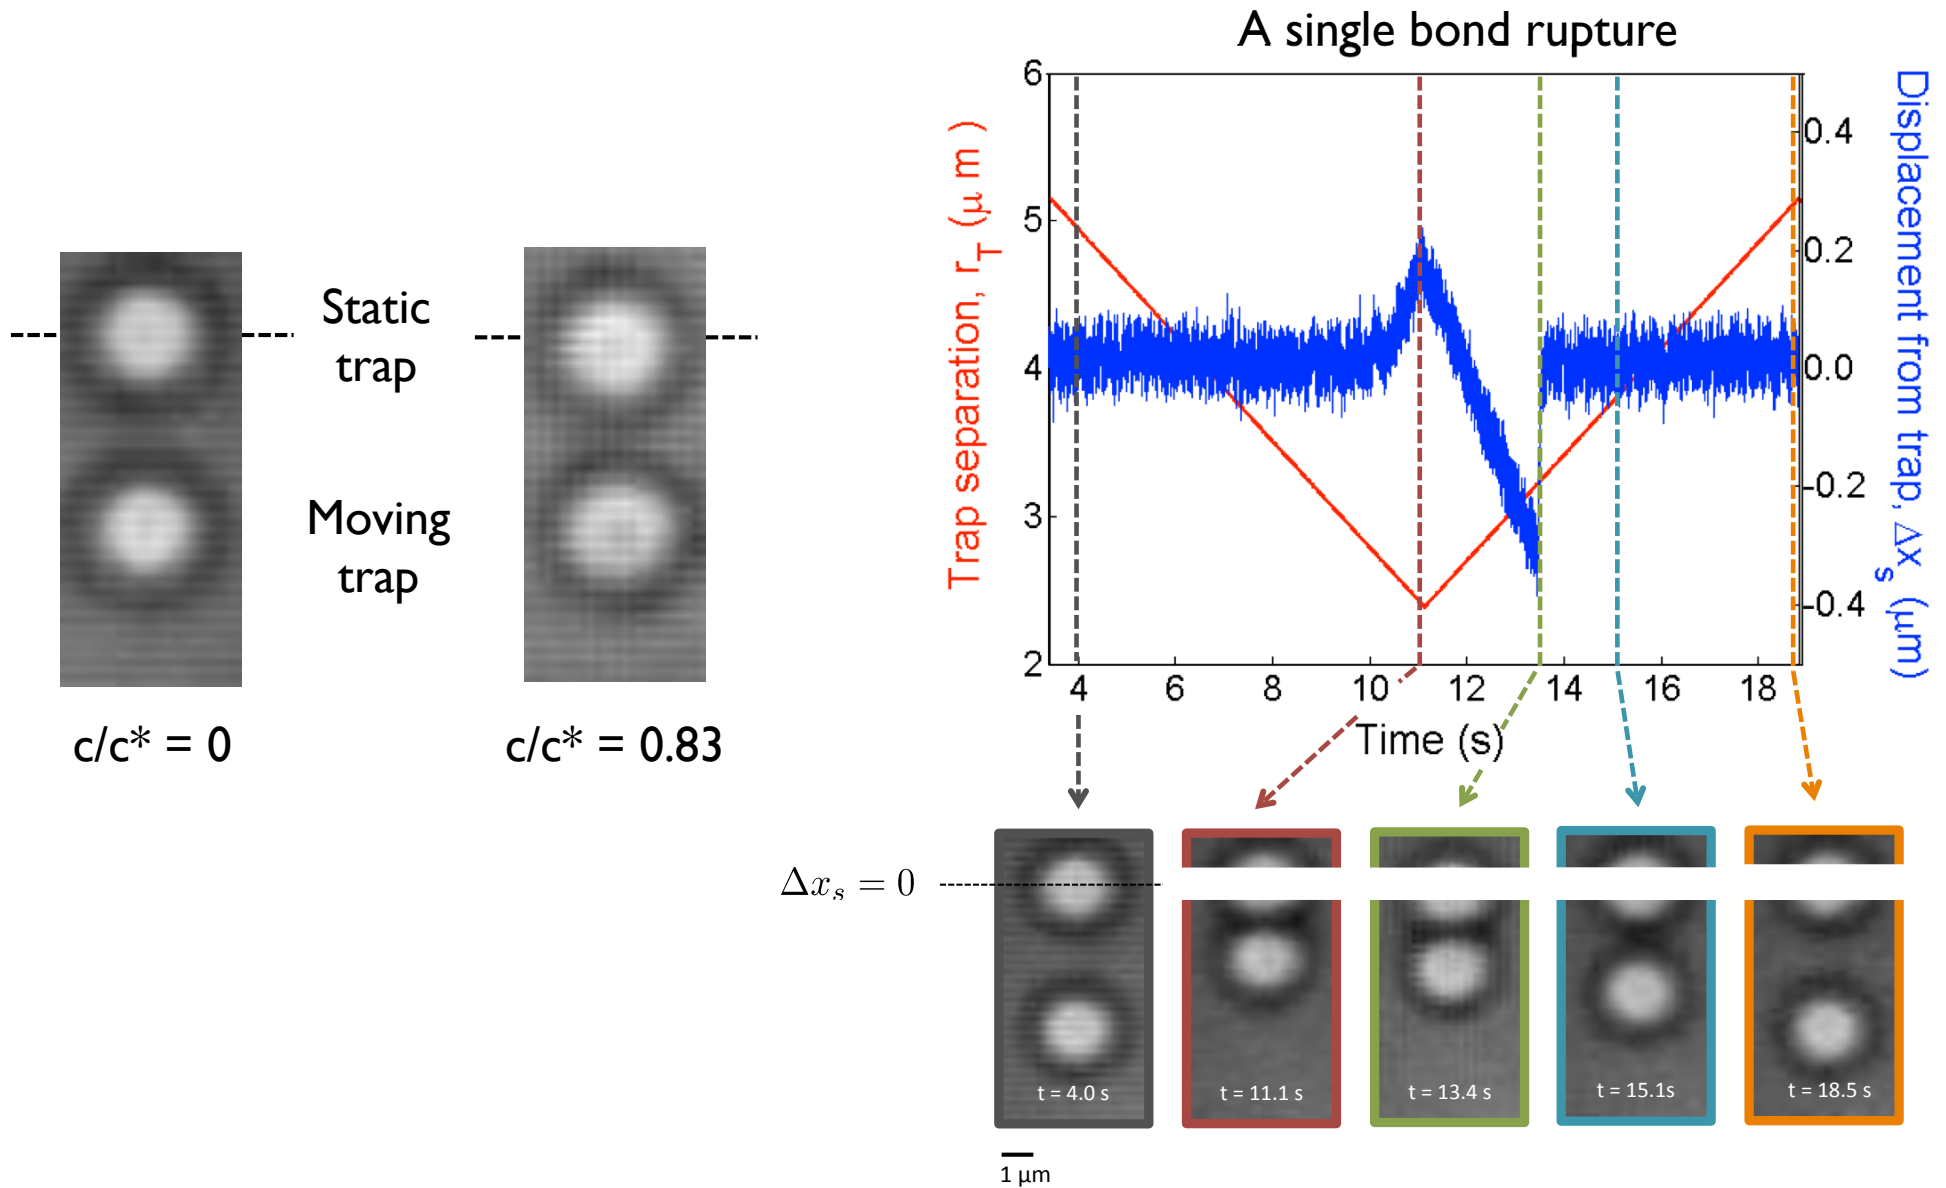 A single bond rupture
Static
trap
Moving
trap
c/c* = 0
c/c* = 0.83
Trap separation, r_T (μ m )
6
5
4
3
2
0.4
0.2
0.0
-0.2
-0.4
Displacement from trap, Δx_s (μm)
4 6 8 10 12 14 16 18
Time (s)
Δx_s = 0
t = 4.0 s
t = 11.1 s
t = 13.4 s
t = 15.1s
t = 18.5 s
1 μm